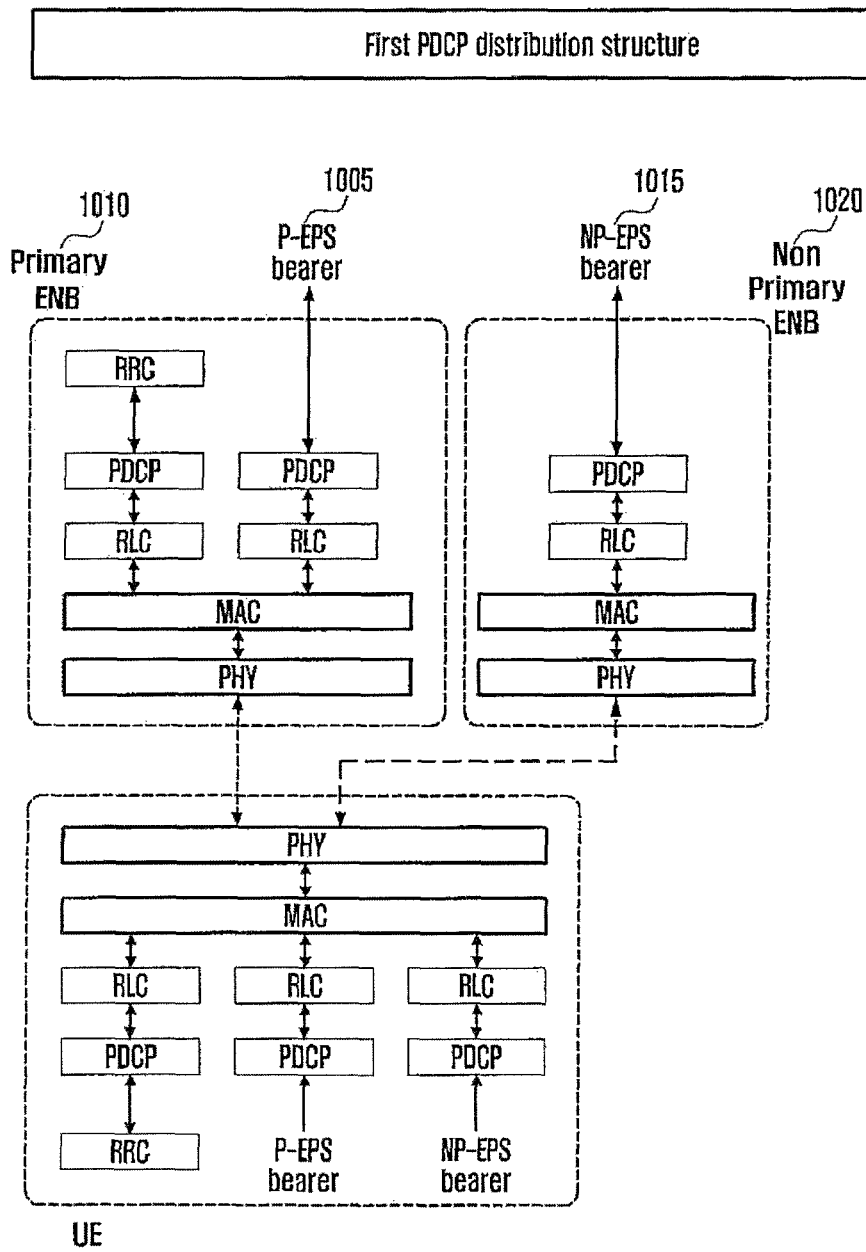 First PDCP distribution structure
1010
Primary
ENB
1005
P-EPS
bearer
1015
NP-EPS
bearer
1020
Non
Primary
ENB
RRC
PDCP
PDCP
RLC
RLC
MAC
PHY
PDCP
RLC
MAC
PHY
PHY
MAC
RLC
RLC
RLC
PDCP
PDCP
PDCP
RRC
P-EPS
bearer
NP-EPS
bearer
UE